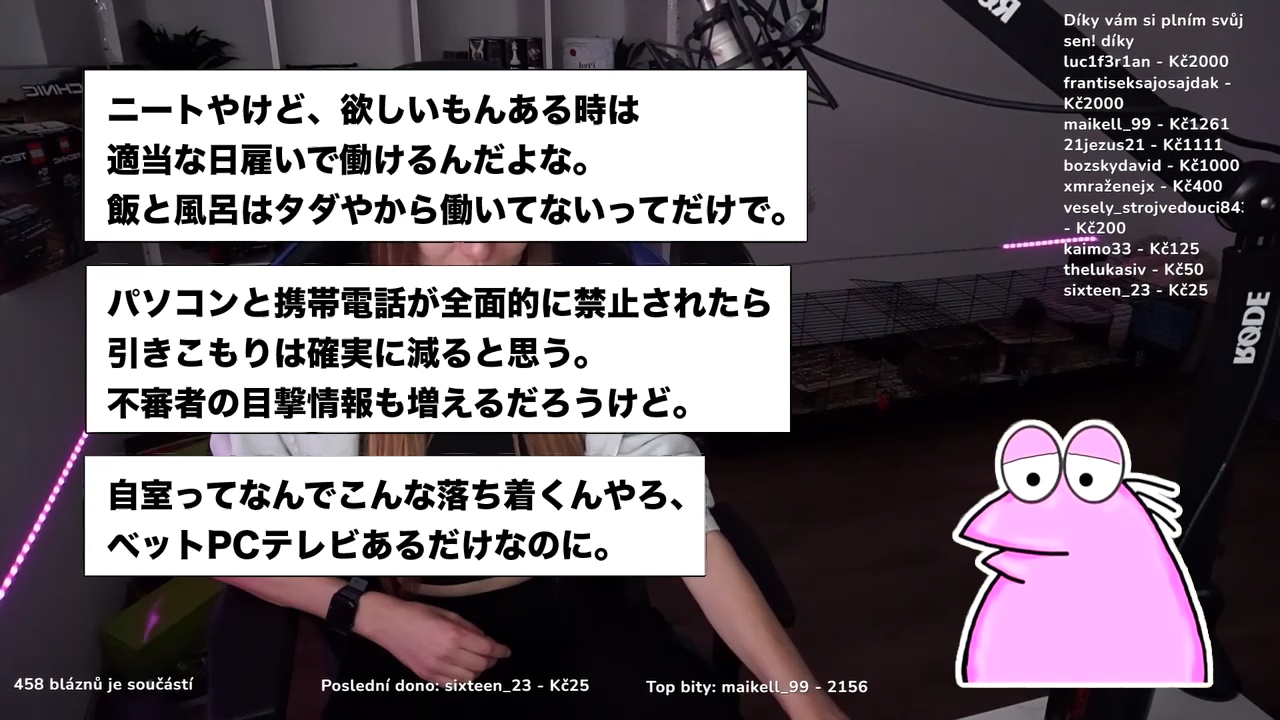 ニートやけど、欲しいもんある時は
適当な日雇いで働けるんだよな。
飯と風呂はタダやから働いてないってだけで。
パソコンと携帯電話が全面的に禁止されたら
引きこもりは確実に減ると思う。
不審者の目撃情報も増えるだろうけど。
自室ってなんでこんな落ち着くんやろ、
ベットPCテレビあるだけなのに。
Díky vám si plním svůj
sen! díky
luc1f3r1an - Kč2000
frantiseksajosajdak -
Kč2000
maikell_99 - Kč1261
21jezus21 - Kč1111
bozskydavid - Kč1000
xmraženejx - Kč400
vesely_strojvedouci84
- Kč200
kaimo33 - Kč125
thelukasiv - Kč50
sixteen_23 - Kč25
RODE
RODE
TECHNIC
458 bláznů je součástí
Poslední dono: sixteen_23 - Kč25
Top bity: maikell_99 - 2156